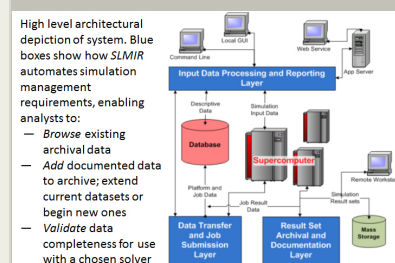 High level architectural
depiction of system. Blue
boxes show how SLMIR
automates simulation
management
requirements, enabling
analysts to:
— Browse existing
archival data
— Add documented data
to archive; extend
current datasets or
begin new ones
— Validate data
completeness for use
with a chosen solver
Command Line
Local GUI
Web Service
App Server
Input Data Processing and Reporting
Layer
Descriptive
Data
Simulation
Input Data
Database
Supercomputer
Remote Worksta
Platform and
Job Data
Job Result
Data
Simulation
Result sets
Data Transfer
and Job
Submission
Layer
Result Set
Archival and
Documentation
Layer
Mass
Storage